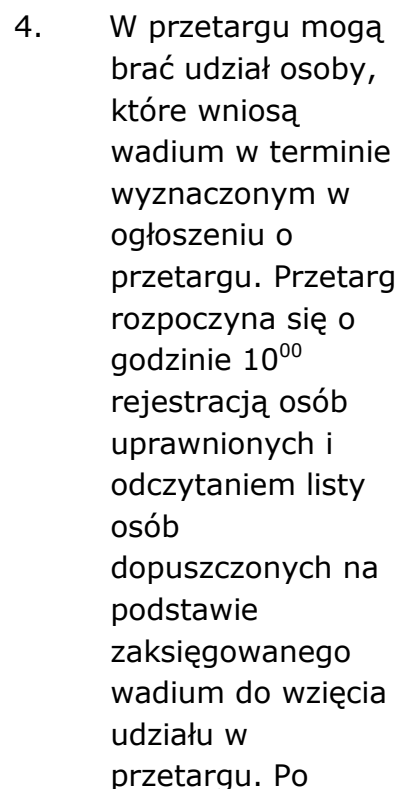 4. W przetargu mogą
brać udział osoby,
które wniosą
wadium w terminie
wyznaczonym w
ogłoszeniu o
przetargu. Przetarg
rozpoczyna się o
godzinie 10⁰⁰
rejestracją osób
uprawnionych i
odczytaniem listy
osób
dopuszczonych na
podstawie
zaksięgowanego
wadium do wzięcia
udziału w
przetargu. Po